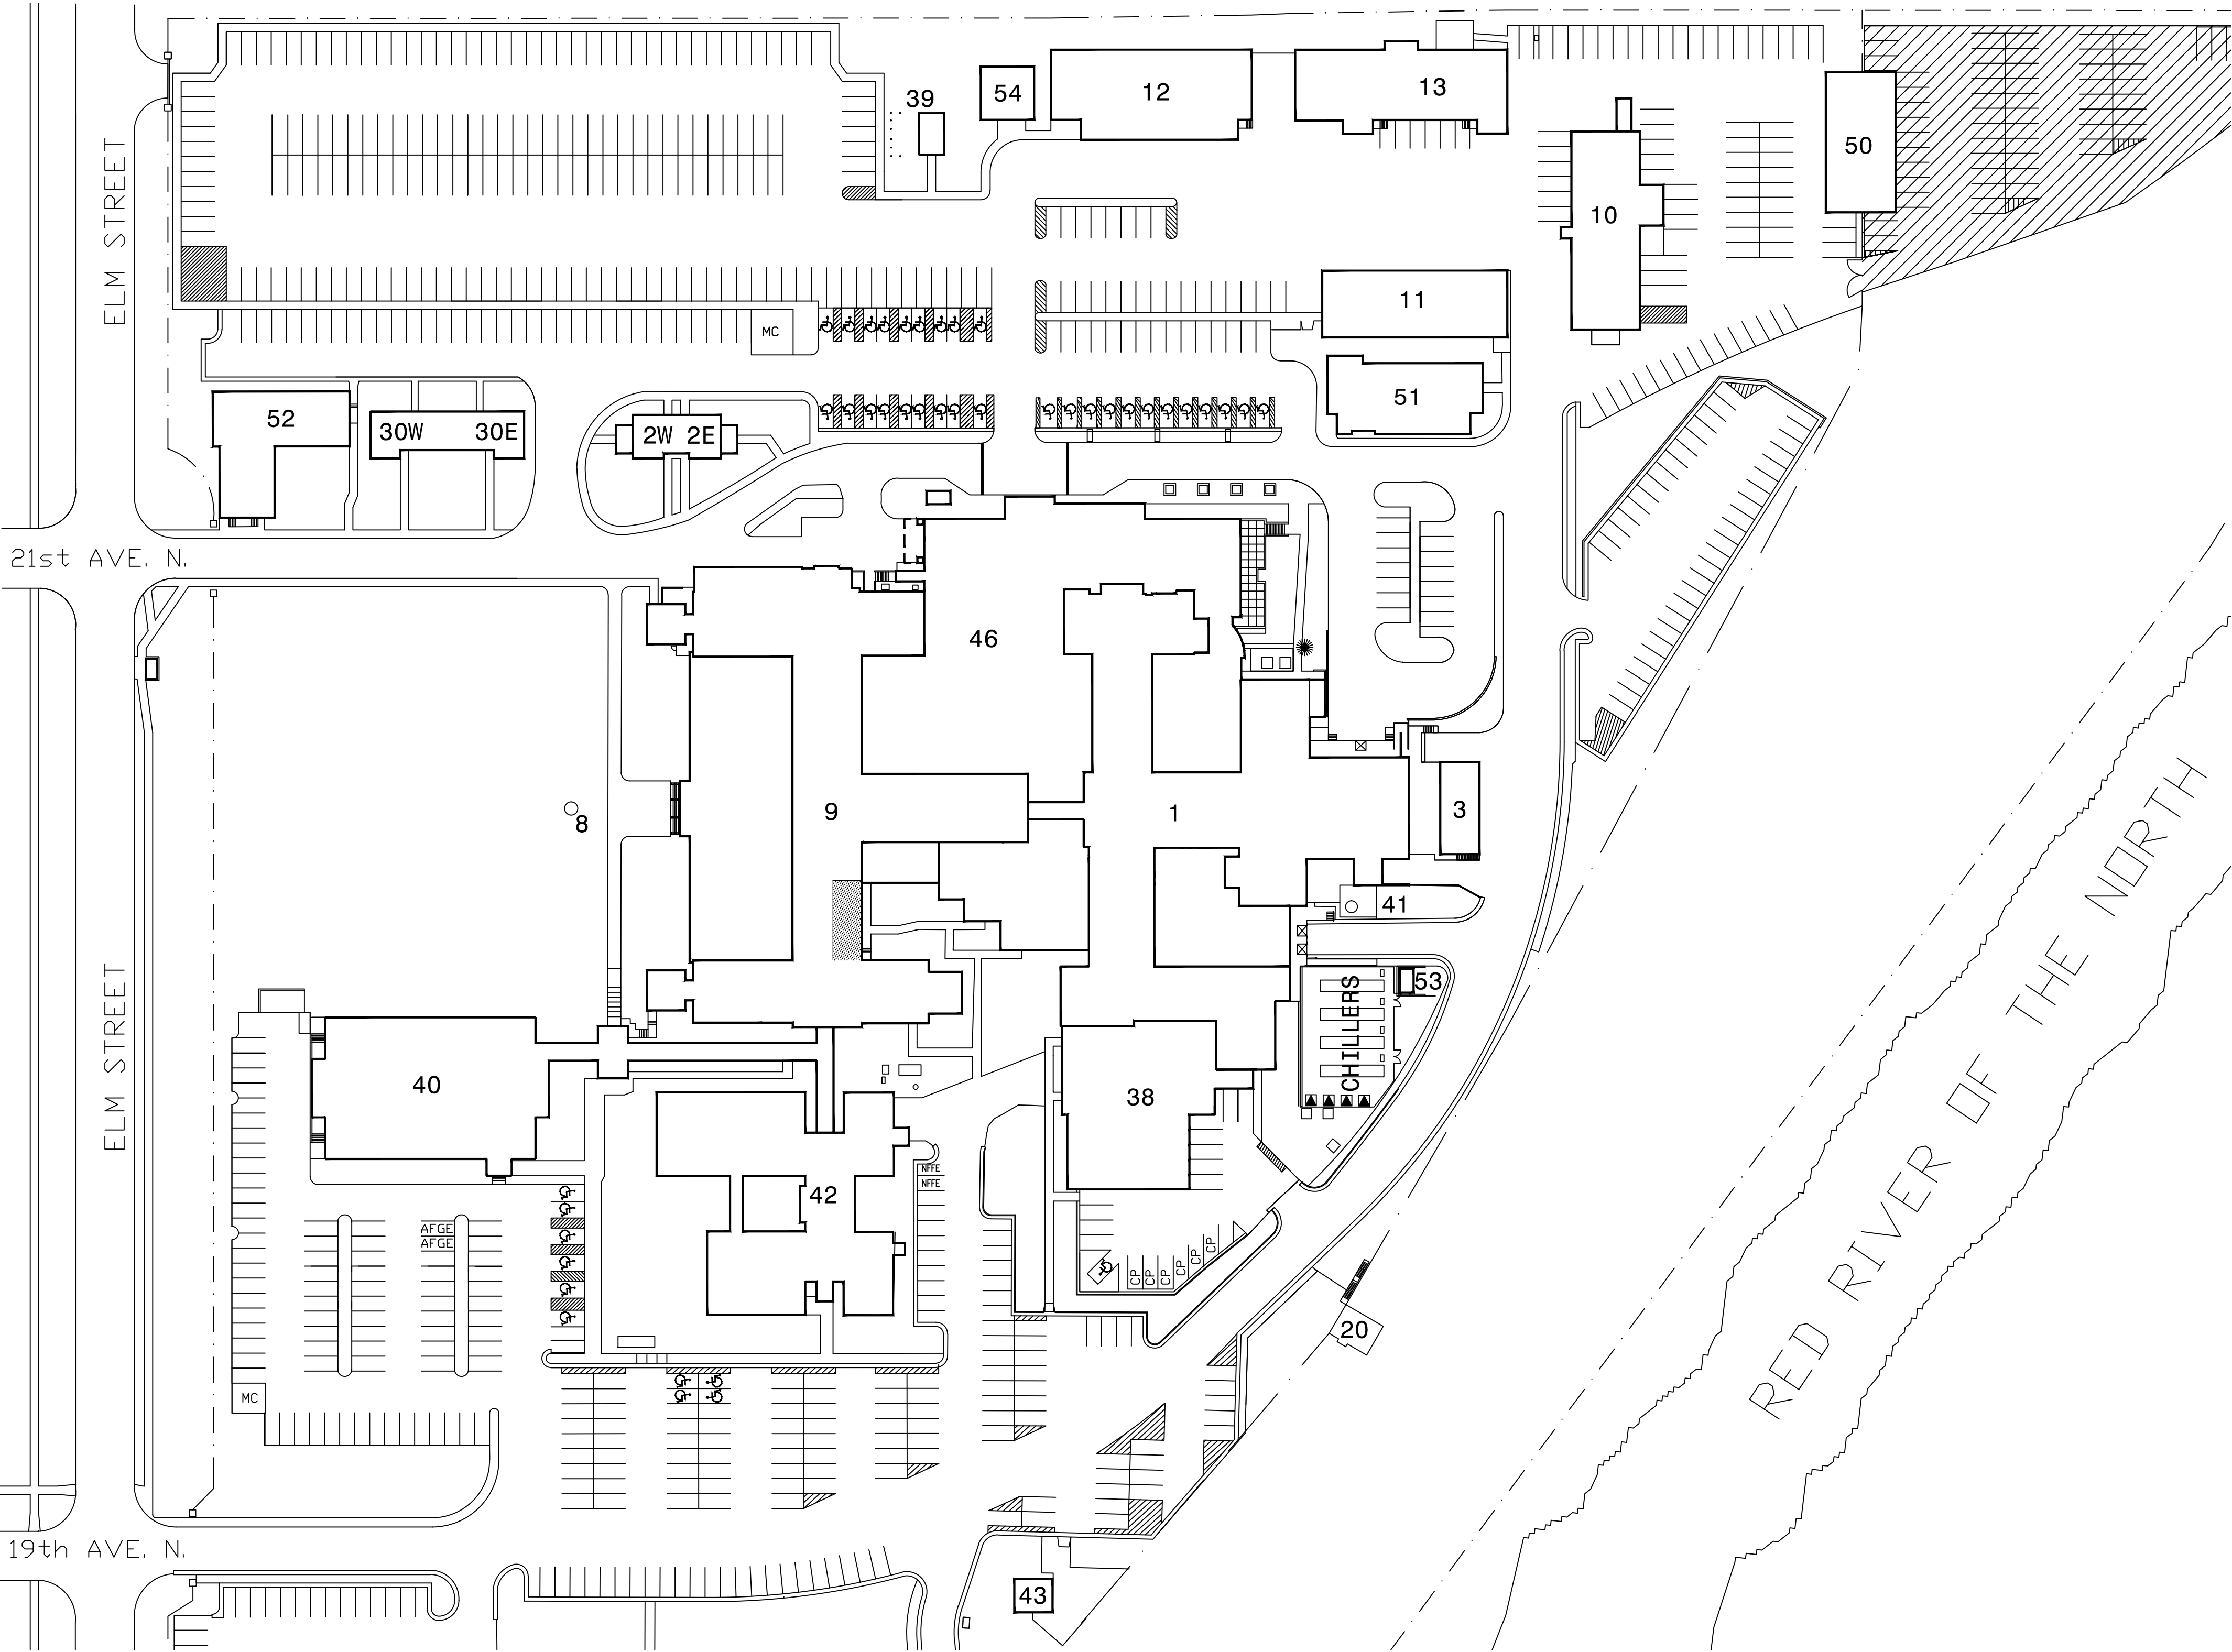 39
54
12
13
50
10
11
51
MC
ELM STREET
52
30W
30E
2W
2E
21st AVE. N.
46
9
1
3
8
41
53
CHILLERS
40
38
42
NFFE
NFFE
AFGE
AFGE
CP
CP
CP
CP
CP
CP
20
MC
ELM STREET
RED RIVER OF THE NORTH
19th AVE. N.
43